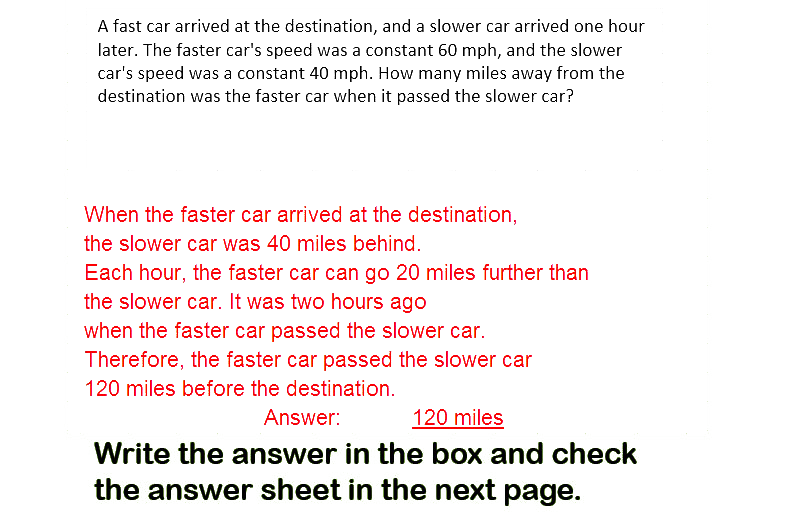 A fast car arrived at the destination, and a slower car arrived one hour
later. The faster car's speed was a constant 60 mph, and the slower
car's speed was a constant 40 mph. How many miles away from the
destination was the faster car when it passed the slower car?
When the faster car arrived at the destination,
the slower car was 40 miles behind.
Each hour, the faster car can go 20 miles further than
the slower car. It was two hours ago
when the faster car passed the slower car.
Therefore, the faster car passed the slower car
120 miles before the destination.
Answer: 120 miles
Write the answer in the box and check
the answer sheet in the next page.